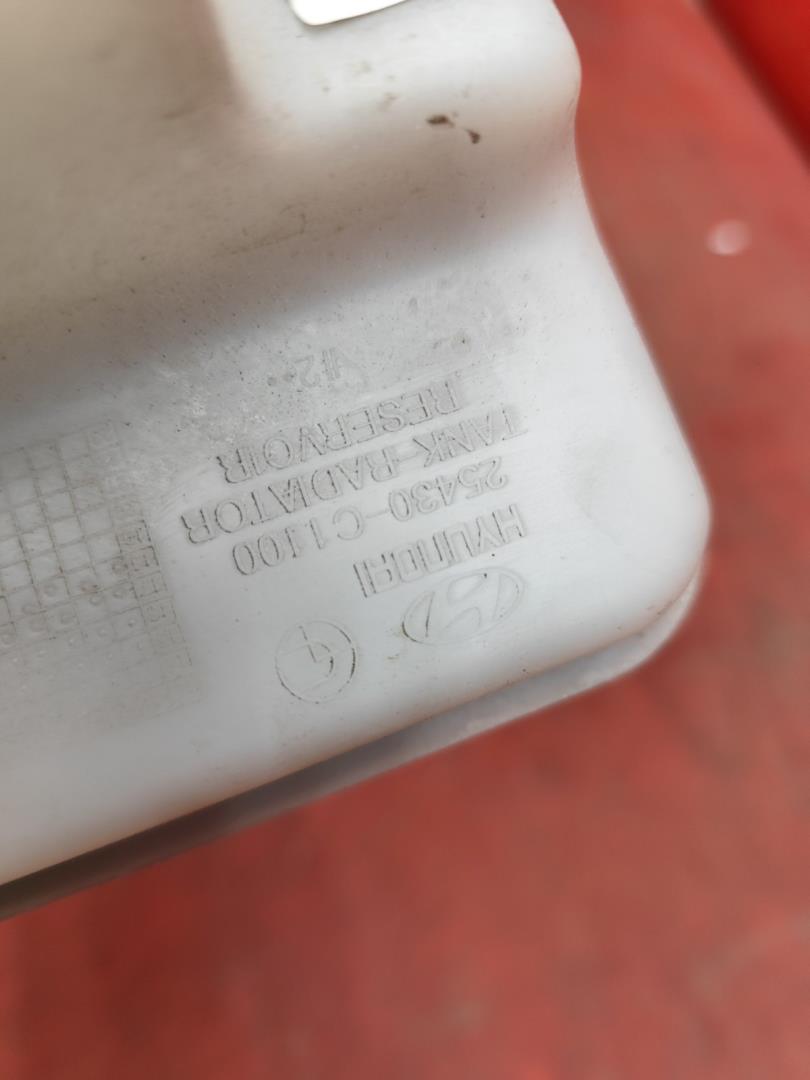 HYUNDAI
25430-C1100
TANK-RADIATOR
RESERVOIR